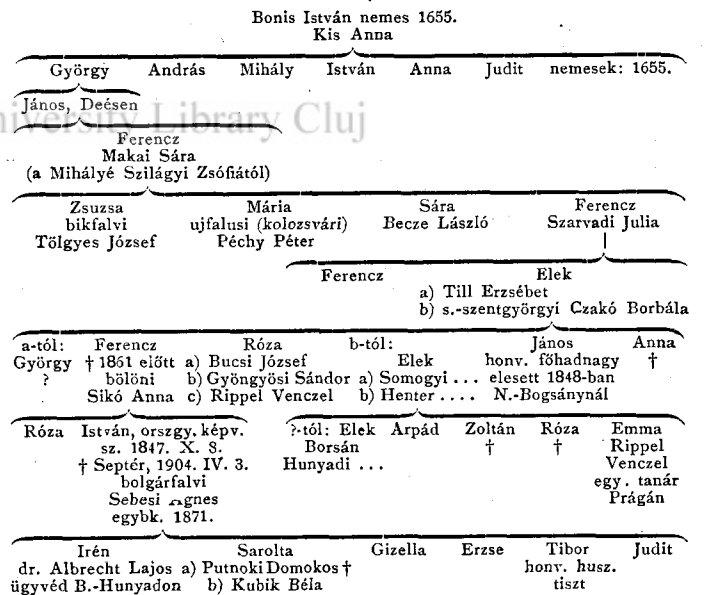 Bonis István nemes 1655.
Kis Anna
György András Mihály István Anna Judit nemesek: 1655.
János, Deésen
University Library Cluj
Ferencz
Makai Sára
(a Mihályé Szilágyi Zsófiától)
Zsuzsa Mária Sára Ferencz
bikfalvi ujfalusi (kolozsvári) Becze László Szarvadi Julia
Tölgyes József Péchy Péter
Ferencz Elek
a) Till Erzsébet
b) s.-szentgyörgyi Czakó Borbála
a-tól: Ferencz Róza b-tól: János Anna
György † 1861 előtt a) Bucsi József Elek honv. főhadnagy †
? bölöni b) Gyöngyösi Sándor a) Somogyi ... elesett 1848-ban
Sikó Anna c) Rippel Venczel b) Henter .... N.-Bogsánynál
Róza István, orszgy. képv. ?-tól: Elek Arpád Zoltán Róza Emma
sz. 1847. X. 8. Borsán † † Rippel
† Septér, 1904. IV. 3. Hunyadi ... Venczel
bolgárfalvi egy. tanár
Sebesi Agnes Prágán
egybk. 1871.
Irén Sarolta Gizella Erzse Tibor Judit
dr. Albrecht Lajos a) Putnoki Domokos † honv. husz.
ügyvéd B.-Hunyadon b) Kubik Béla tiszt